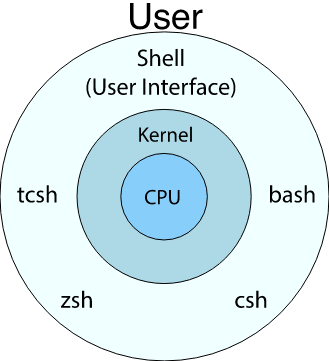 User
Shell
(User Interface)
Kernel
CPU
tcsh
bash
zsh
csh